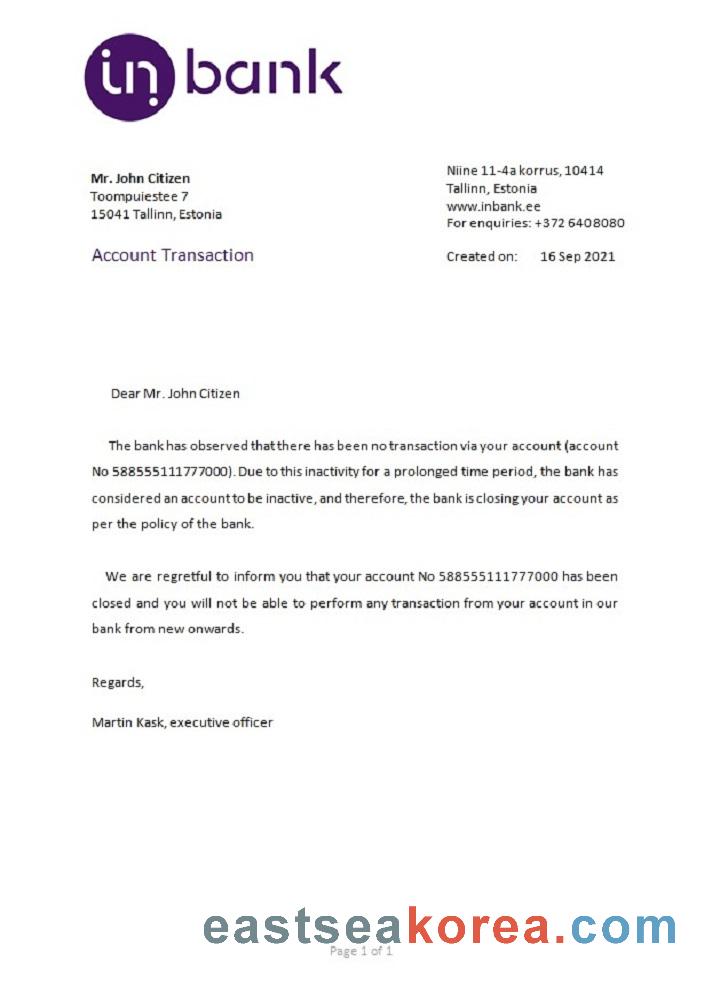 in bank
Mr. John Citizen
Toompuiestee 7
15041 Tallinn, Estonia
Niine 11-4a korrus, 10414
Tallinn, Estonia
www.inbank.ee
For enquiries: +372 6408080
Account Transaction
Created on: 16 Sep 2021
Dear Mr. John Citizen
The bank has observed that there has been no transaction via your account (account
No 588555111777000). Due to this inactivity for a prolonged time period, the bank has
considered an account to be inactive, and therefore, the bank is closing your account as
per the policy of the bank.
We are regretful to inform you that your account No 588555111777000 has been
closed and you will not be able to perform any transaction from your account in our
bank from new onwards.
Regards,
Martin Kask, executive officer
eastseakorea.com
Page 1 of 1